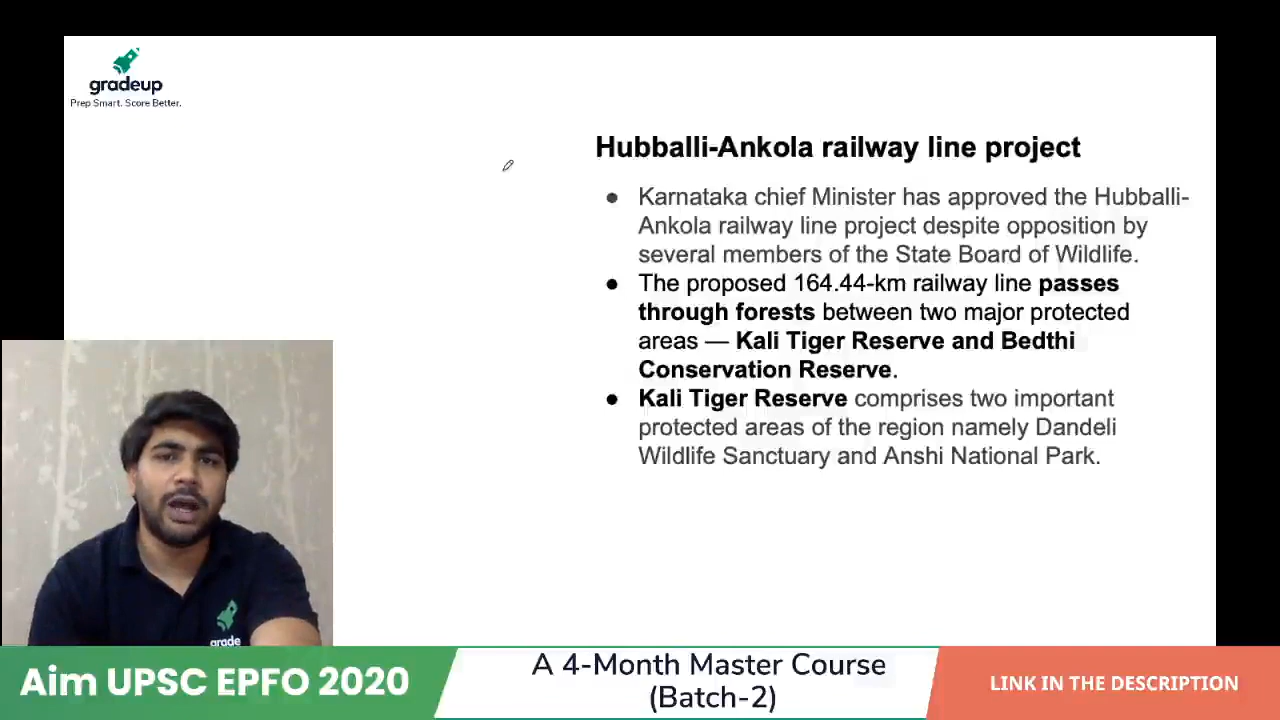 gradeup
Prep Smart. Score Better.
Hubballi-Ankola railway line project
● Karnataka chief Minister has approved the Hubballi-
Ankola railway line project despite opposition by
several members of the State Board of Wildlife.
● The proposed 164.44-km railway line passes
through forests between two major protected
areas — Kali Tiger Reserve and Bedthi
Conservation Reserve.
● Kali Tiger Reserve comprises two important
protected areas of the region namely Dandeli
Wildlife Sanctuary and Anshi National Park.
grade
Aim UPSC EPFO 2020
A 4-Month Master Course
(Batch-2)
LINK IN THE DESCRIPTION